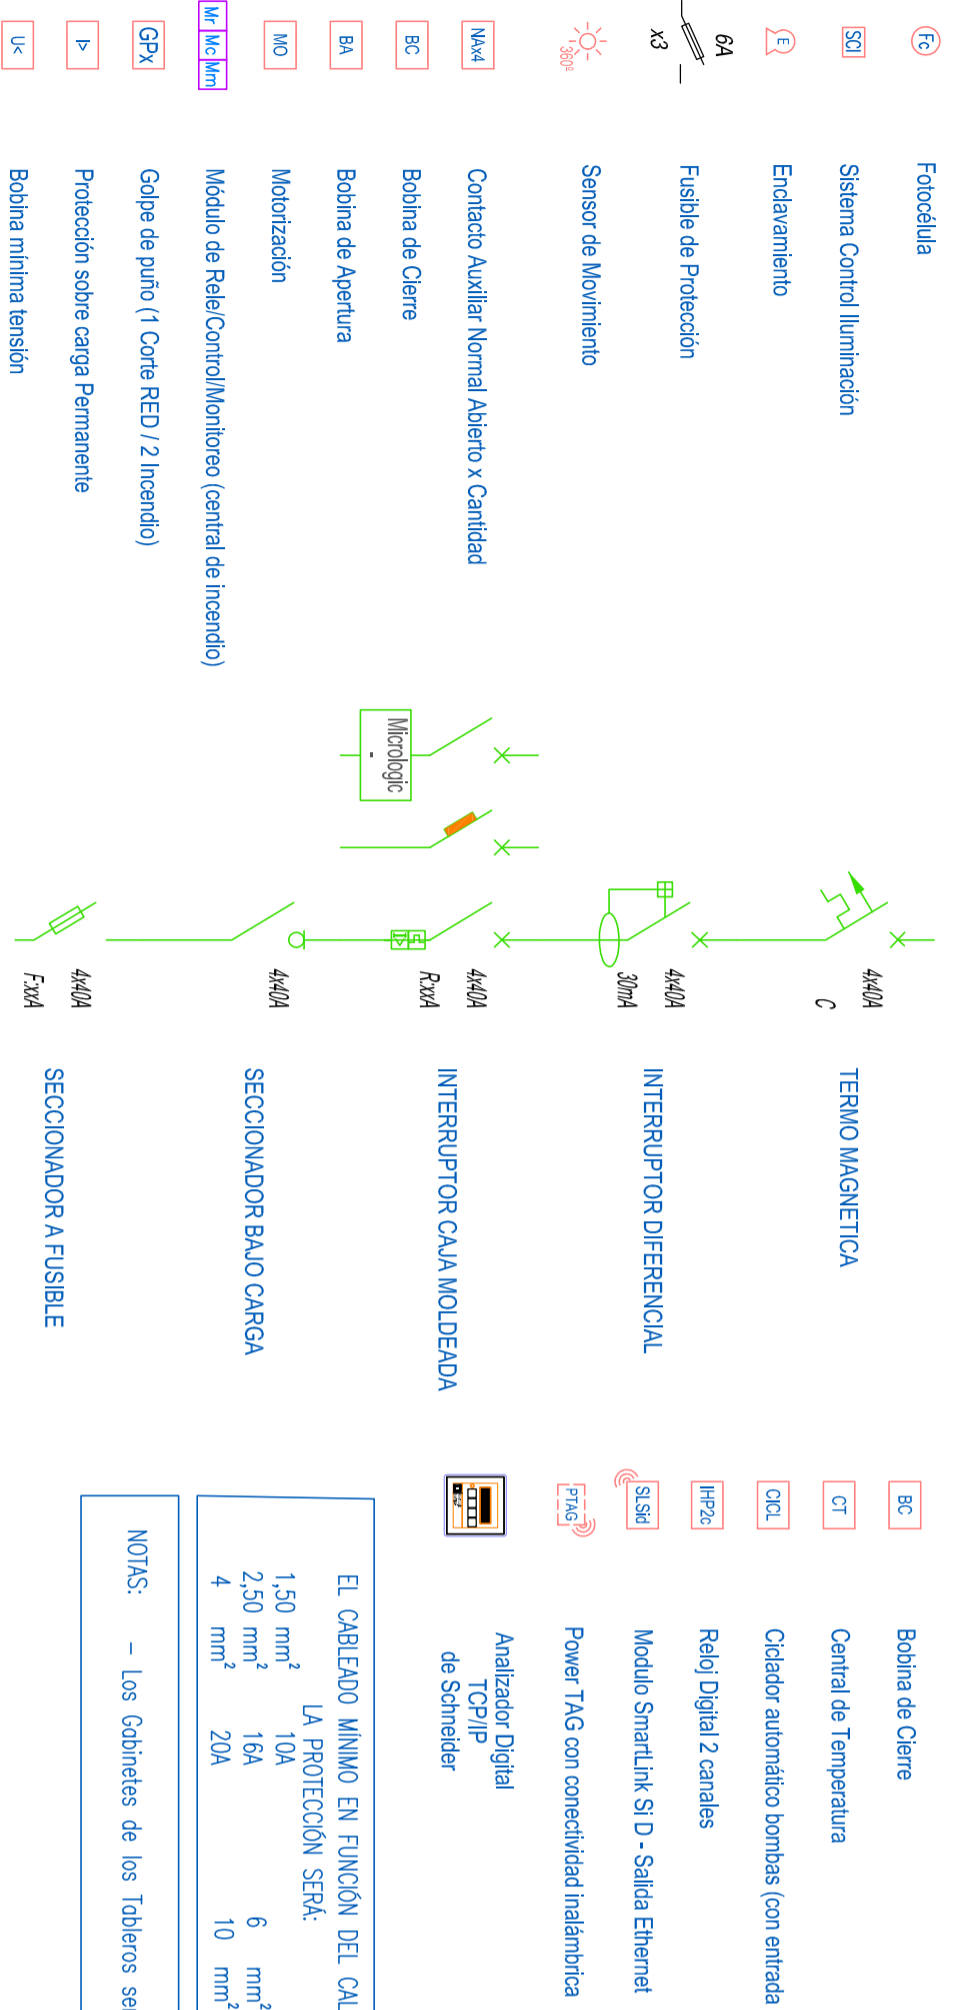 Fc Fotocélula
SCI Sistema Control Iluminación
E Enclavamiento
6A
x3
Fusible de Protección
360º Sensor de Movimiento
NAx4 Contacto Auxiliar Normal Abierto x Cantidad
BC Bobina de Cierre
BA Bobina de Apertura
MO Motorización
Mr Mc Mm Módulo de Rele/Control/Monitoreo (central de incendio)
GPx Golpe de puño (1 Corte RED / 2 Incendio)
I> Protección sobre carga Permanente
U< Bobina mínima tensión
4x40A
C
TERMO MAGNETICA
4x40A
30mA
INTERRUPTOR DIFERENCIAL
Micrologic
-
4x40A
R:xxA
INTERRUPTOR CAJA MOLDEADA
4x40A
SECCIONADOR BAJO CARGA
4x40A
F:xxA
SECCIONADOR A FUSIBLE
BC Bobina de Cierre
CT Central de Temperatura
CICL Ciclador automático bombas (con entrada
IHP2c Reloj Digital 2 canales
SLSid Modulo SmartLink Si D - Salida Ethernet
PTAG Power TAG con conectividad inalámbrica
Analizador Digital
TCP/IP
de Schneider
EL CABLEADO MÍNIMO EN FUNCIÓN DEL CAL
LA PROTECCIÓN SERÁ:
1,50 mm² 10A
2,50 mm² 16A 6 mm²
4 mm² 20A 10 mm²
NOTAS: – Los Gabinetes de los Tableros se